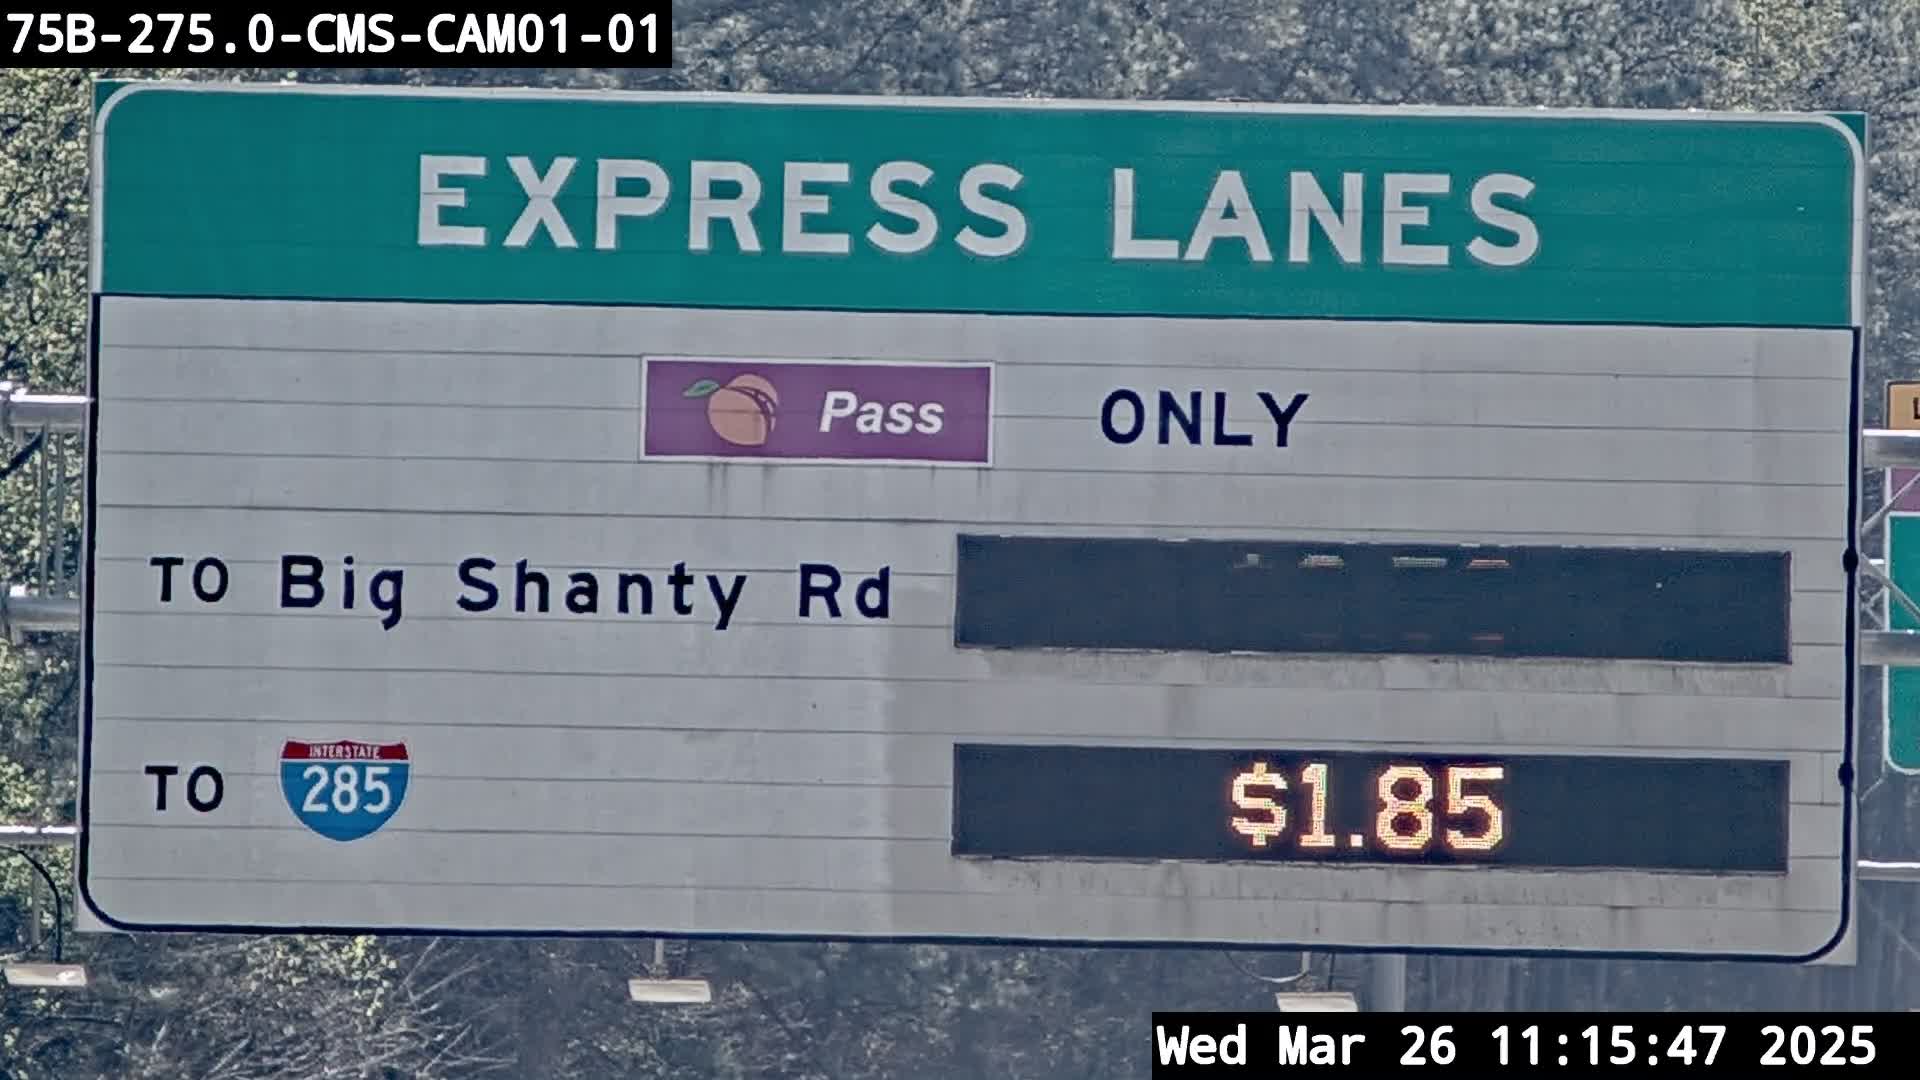 75B-275.0-CMS-CAM01-01
EXPRESS LANES
Pass ONLY
TO Big Shanty Rd
TO INTERSTATE 285 $1.85
Wed Mar 26 11:15:47 2025